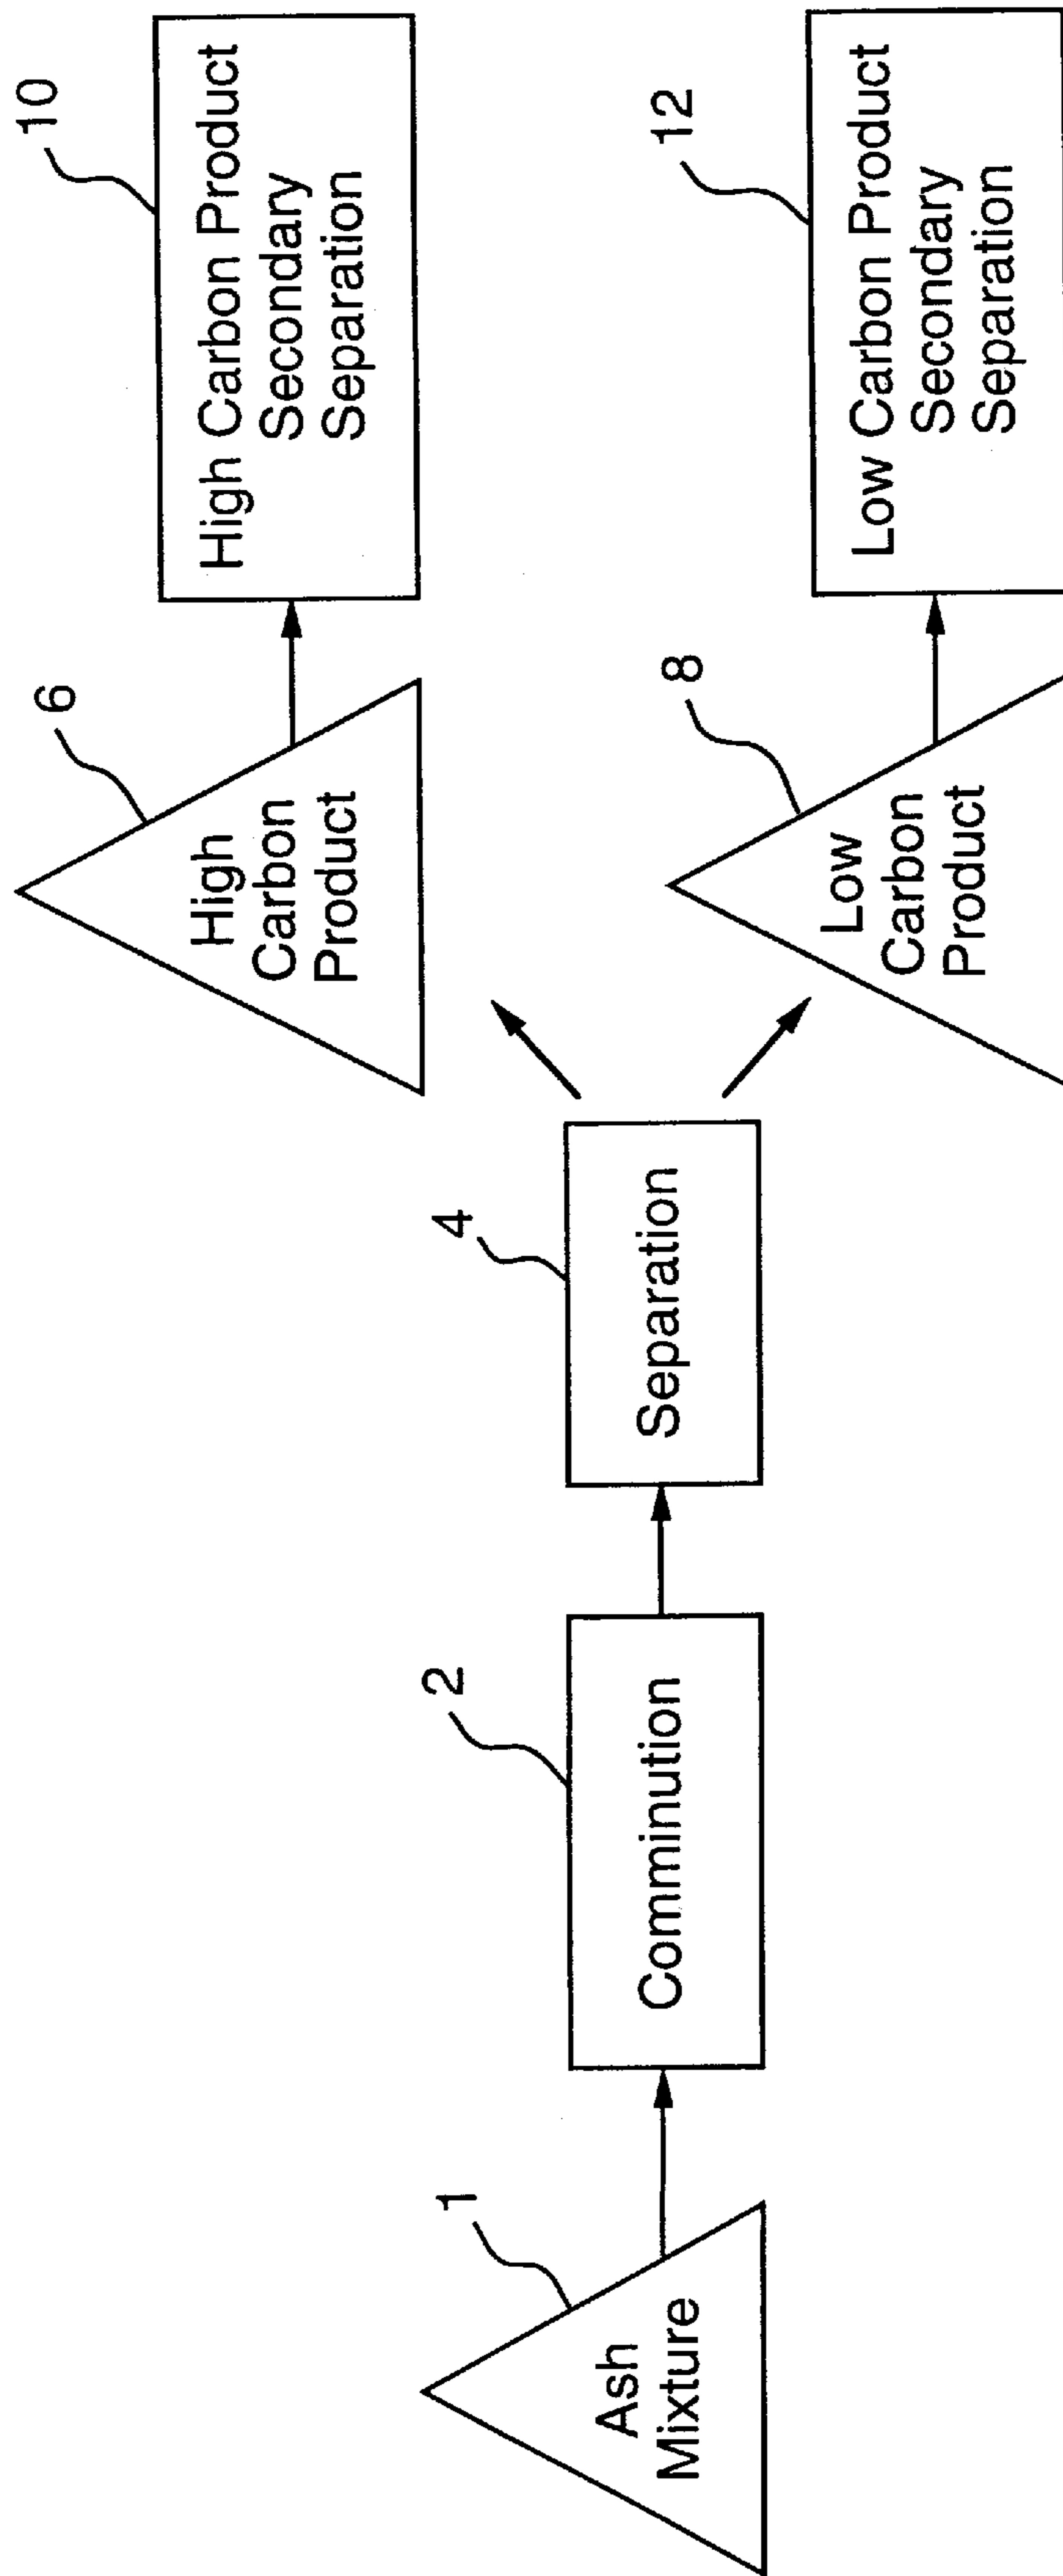 1
Ash
Mixture
2
Comminution
4
Separation
6
High
Carbon
Product
10
High Carbon Product
Secondary
Separation
8
Low
Carbon
Product
12
Low Carbon Product
Secondary
Separation